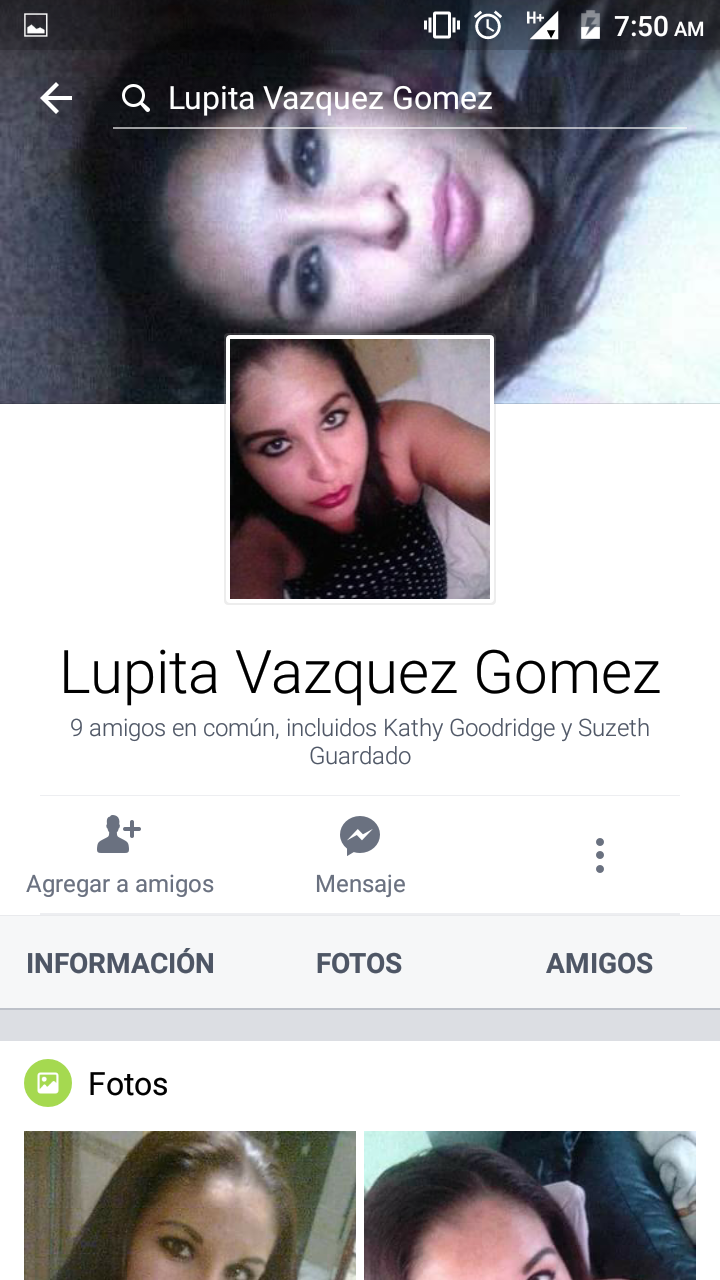 H+ 7:50 AM
Lupita Vazquez Gomez
Lupita Vazquez Gomez
9 amigos en común, incluidos Kathy Goodridge y Suzeth
Guardado
Agregar a amigos
Mensaje
INFORMACIÓN
FOTOS
AMIGOS
Fotos